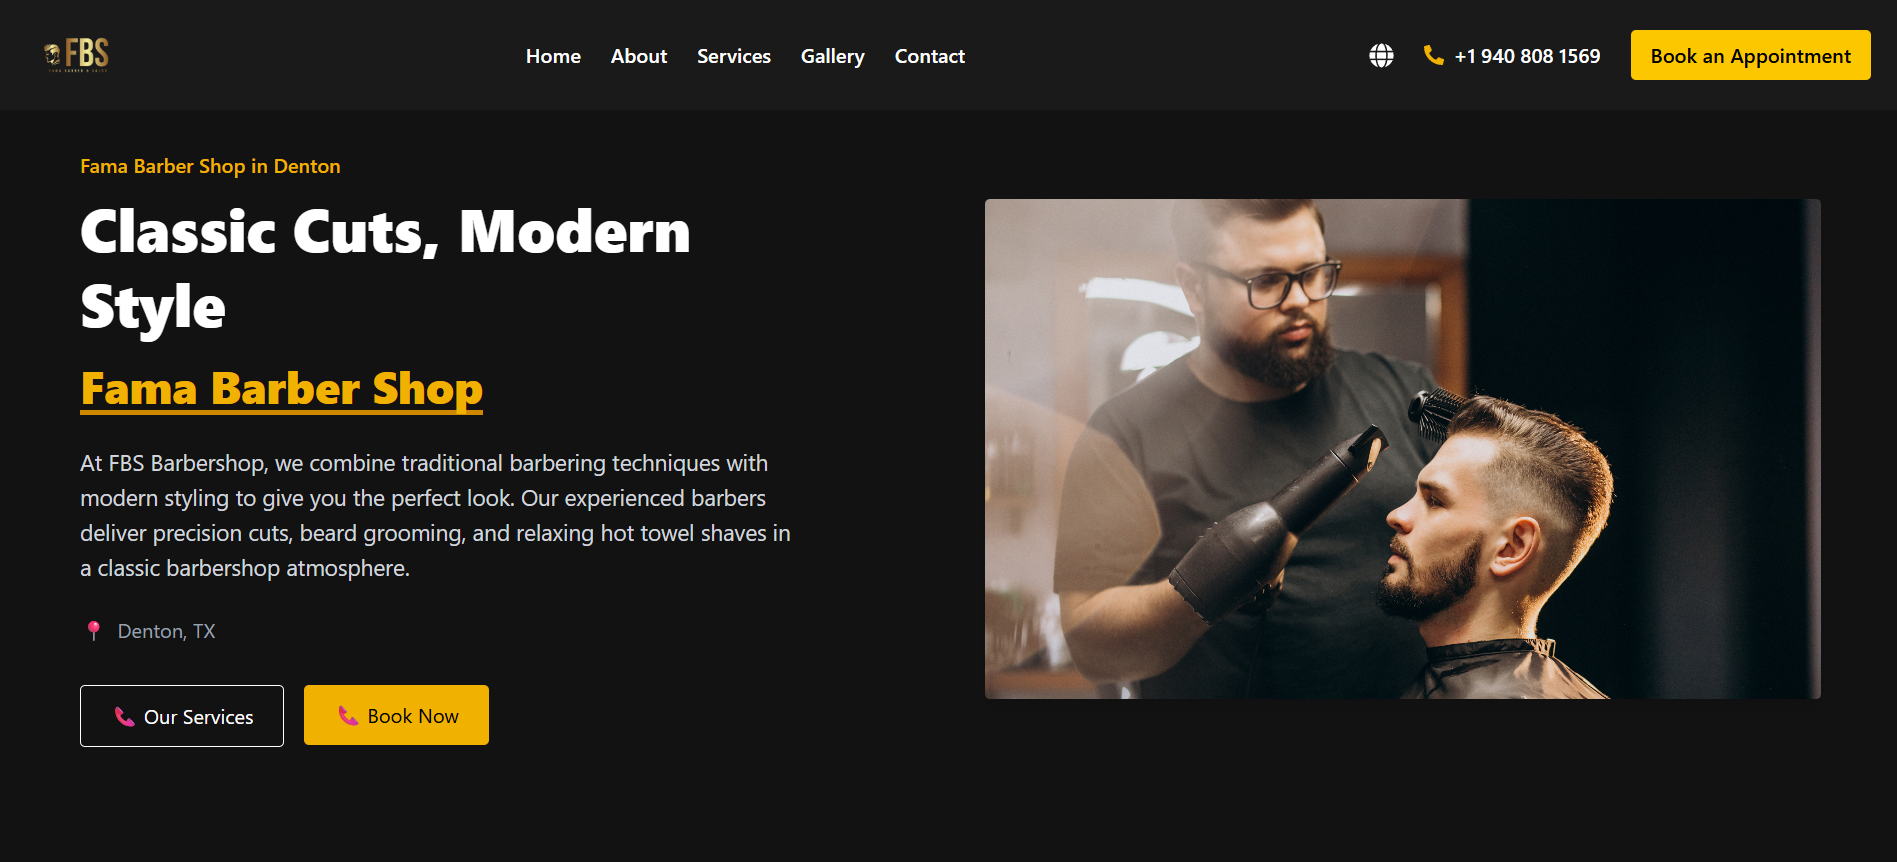 FBS
Home
About
Services
Gallery
Contact
+1 940 808 1569
Book an Appointment
Fama Barber Shop in Denton
Classic Cuts, Modern
Style
Fama Barber Shop
At FBS Barbershop, we combine traditional barbering techniques with
modern styling to give you the perfect look. Our experienced barbers
deliver precision cuts, beard grooming, and relaxing hot towel shaves in
a classic barbershop atmosphere.
Denton, TX
Our Services
Book Now